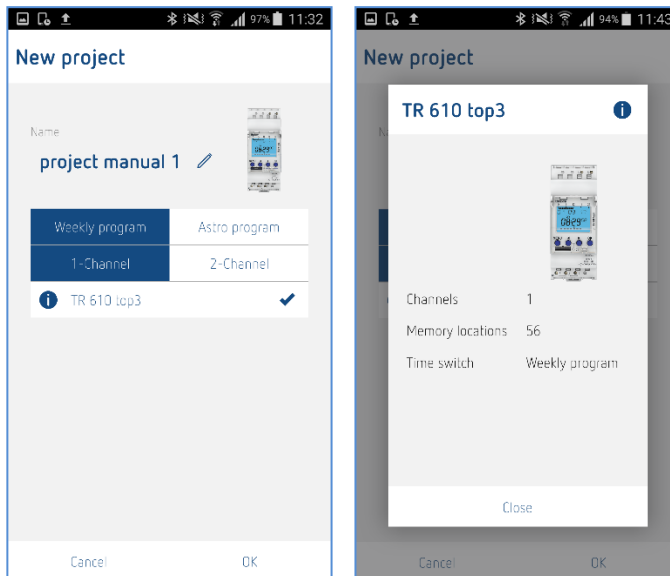 97% 11:32
New project
Name
project manual 1
Weekly program Astro program
1-Channel 2-Channel
TR 610 top3
Cancel OK
94% 11:43
New project
TR 610 top3
Channels 1
Memory locations 56
Time switch Weekly program
Close
Cancel OK